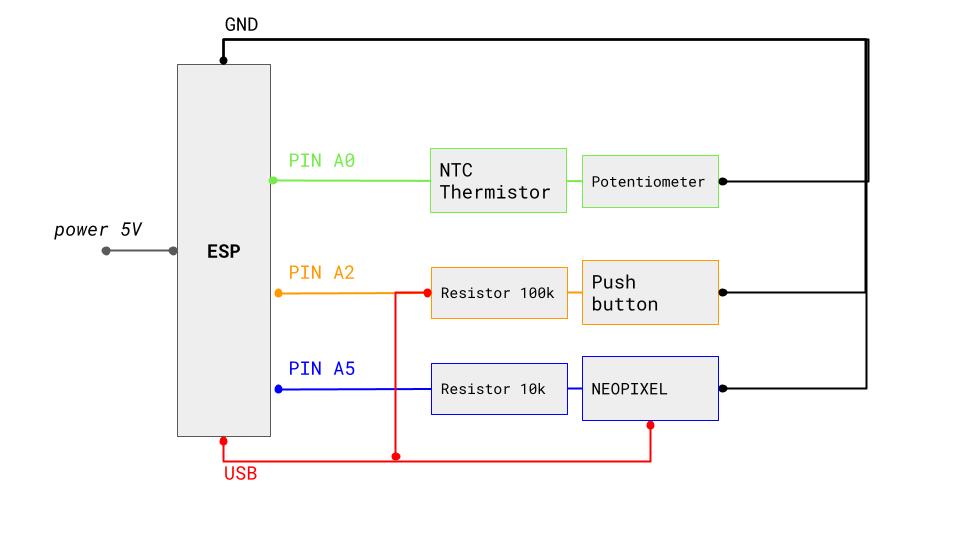 GND
PIN A0
NTC
Thermistor
Potentiometer
power 5V
ESP
PIN A2
Resistor 100k
Push
button
PIN A5
Resistor 10k
NEOPIXEL
USB